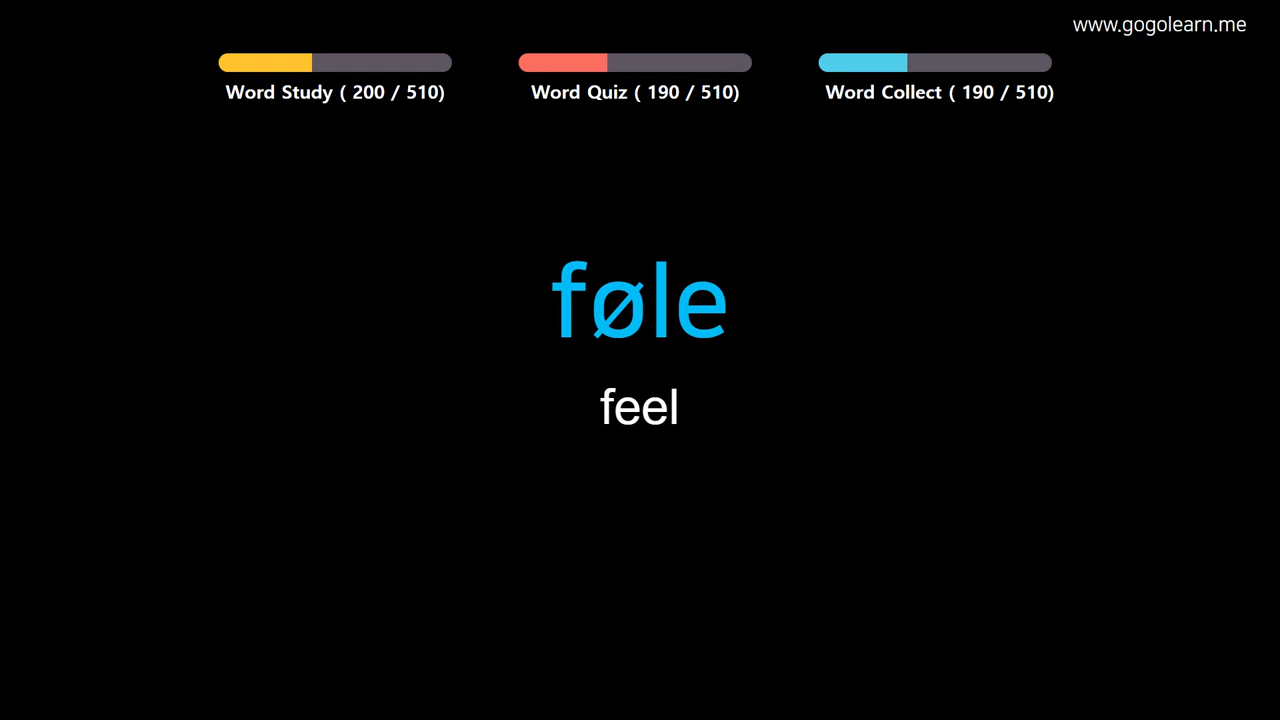 www.gogolearn.me
Word Study ( 200 / 510)
Word Quiz ( 190 / 510)
Word Collect ( 190 / 510)
føle
feel